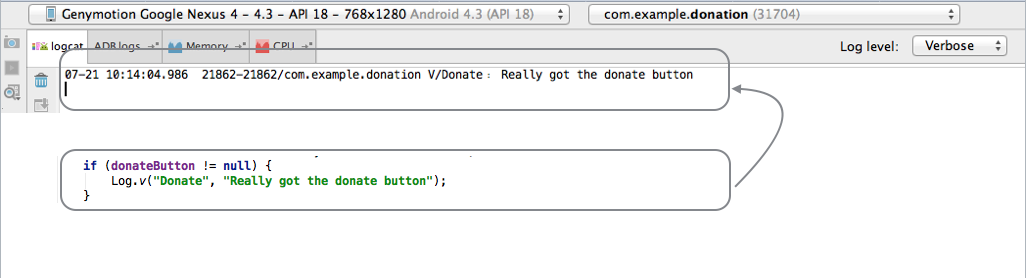 Genymotion Google Nexus 4 – 4.3 – API 18 – 768x1280 Android 4.3 (API 18)
com.example.donation (31704)
logcat
ADB logs
Memory
CPU
Log level:
Verbose
07-21 10:14:04.986 21862-21862/com.example.donation V/Donate﹕ Really got the donate button
if (donateButton != null) {
Log.v("Donate", "Really got the donate button");
}